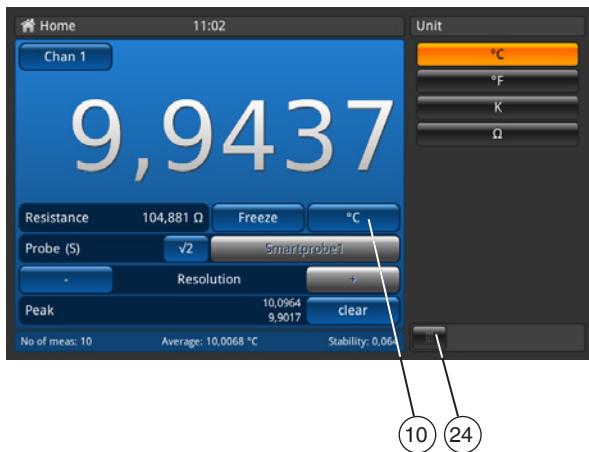 Home 11:02 Unit
Chan 1 °C
°F
K
Ω
9,9437
Resistance 104,881 Ω Freeze °C
Probe (S) √2 Smartprobe1
- Resolution +
Peak 10,0964 clear
9,9017
No of meas: 10 Average: 10,0068 °C Stability: 0,064
10 24